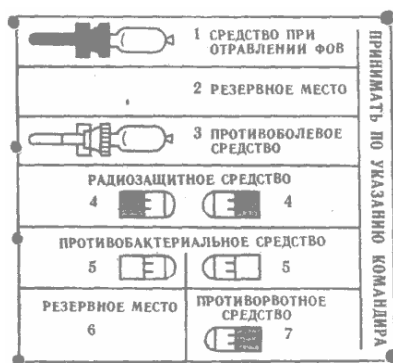 1 СРЕДСТВО ПРИ
ОТРАВЛЕНИИ ФОВ
2 РЕЗЕРВНОЕ МЕСТО
3 ПРОТИВОБОЛЕВОЕ
СРЕДСТВО
РАДИОЗАЩИТНОЕ СРЕДСТВО
4 4
ПРОТИВОБАКТЕРИАЛЬНОЕ СРЕДСТВО
5 5
РЕЗЕРВНОЕ МЕСТО
6
ПРОТИВОРВОТНОЕ
СРЕДСТВО
7
ПРИНИМАТЬ ПО УКАЗАНИЮ КОМАНДИРА